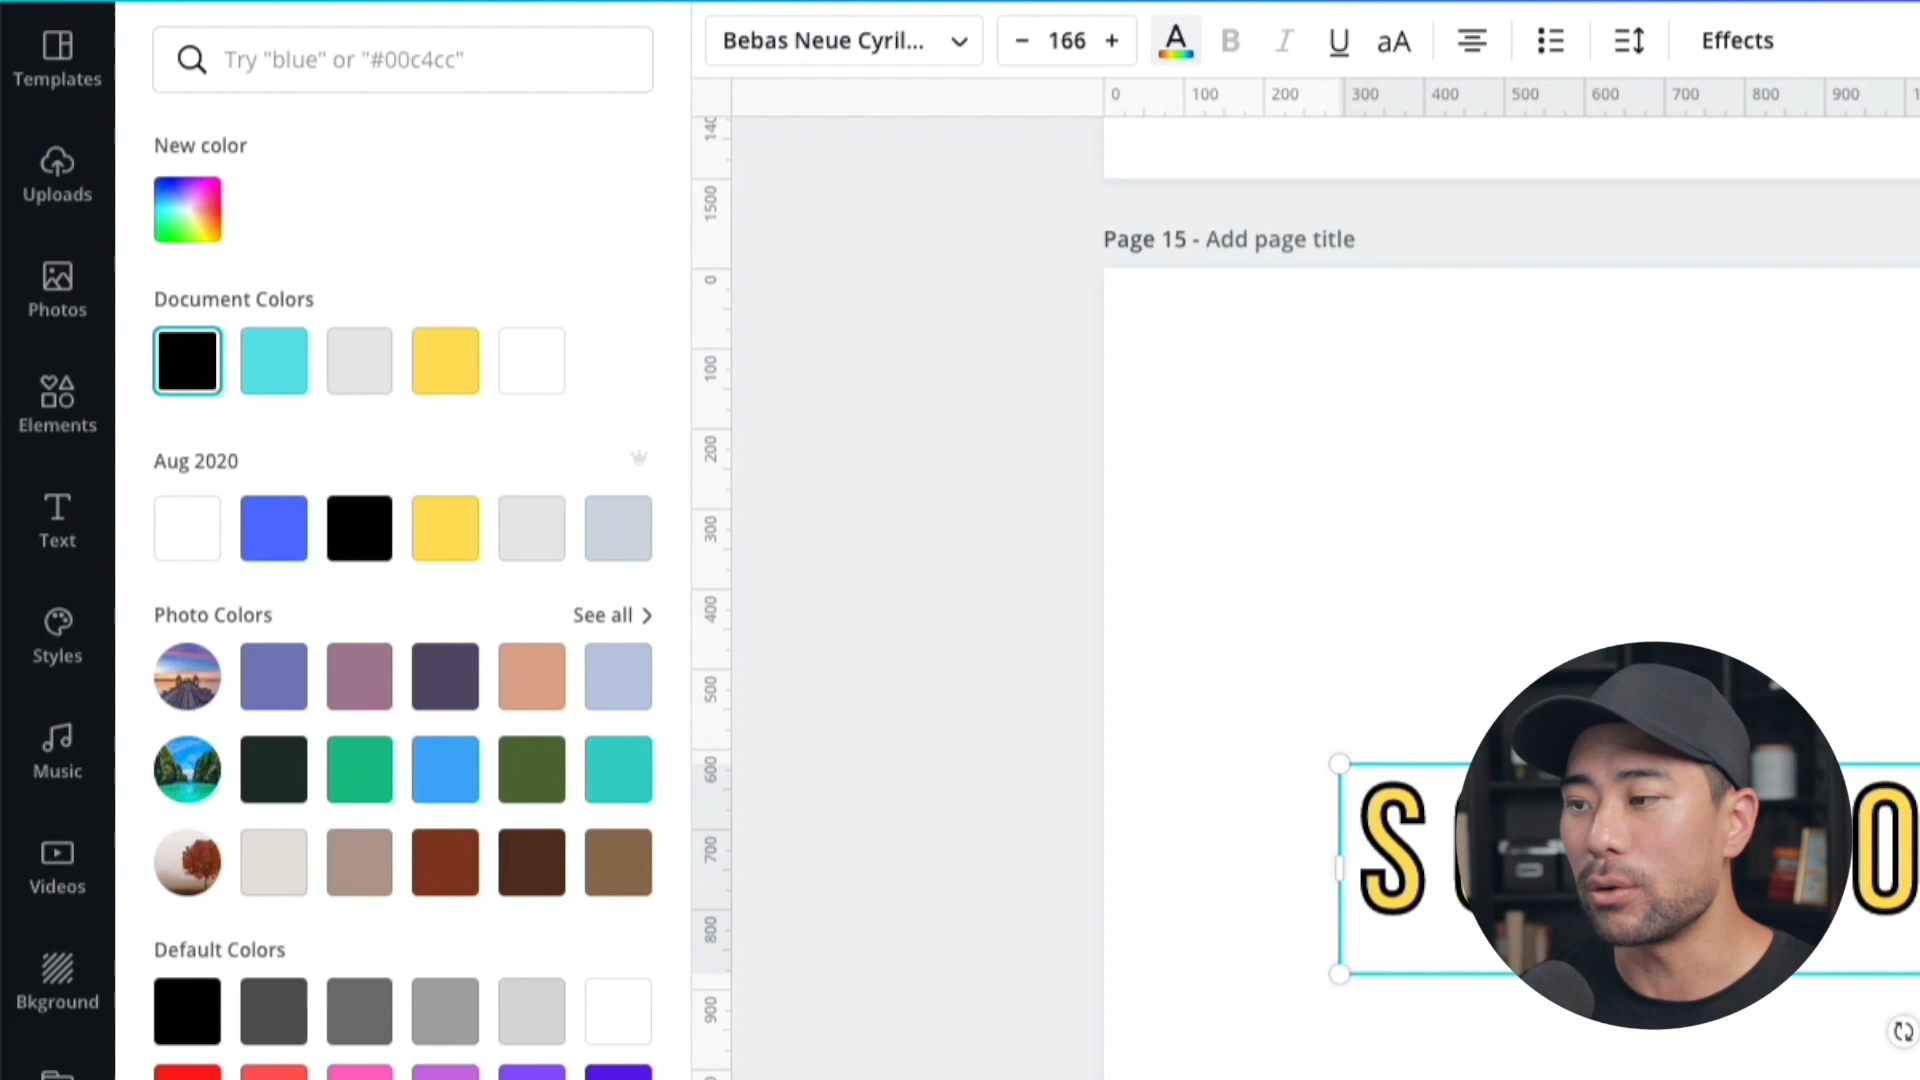 Templates
Uploads
Photos
Elements
Text
Styles
Music
Videos
Bkground
Try "blue" or "#00c4cc"
New color
Document Colors
Aug 2020
Photo Colors
See all
Default Colors
Bebas Neue Cyril...
− 166 +
A B I U aA
Effects
0 100 200 300 400 500 600 700 800 900 1
140
1500
0
100
200
300
400
500
600
700
800
900
Page 15 - Add page title
S O